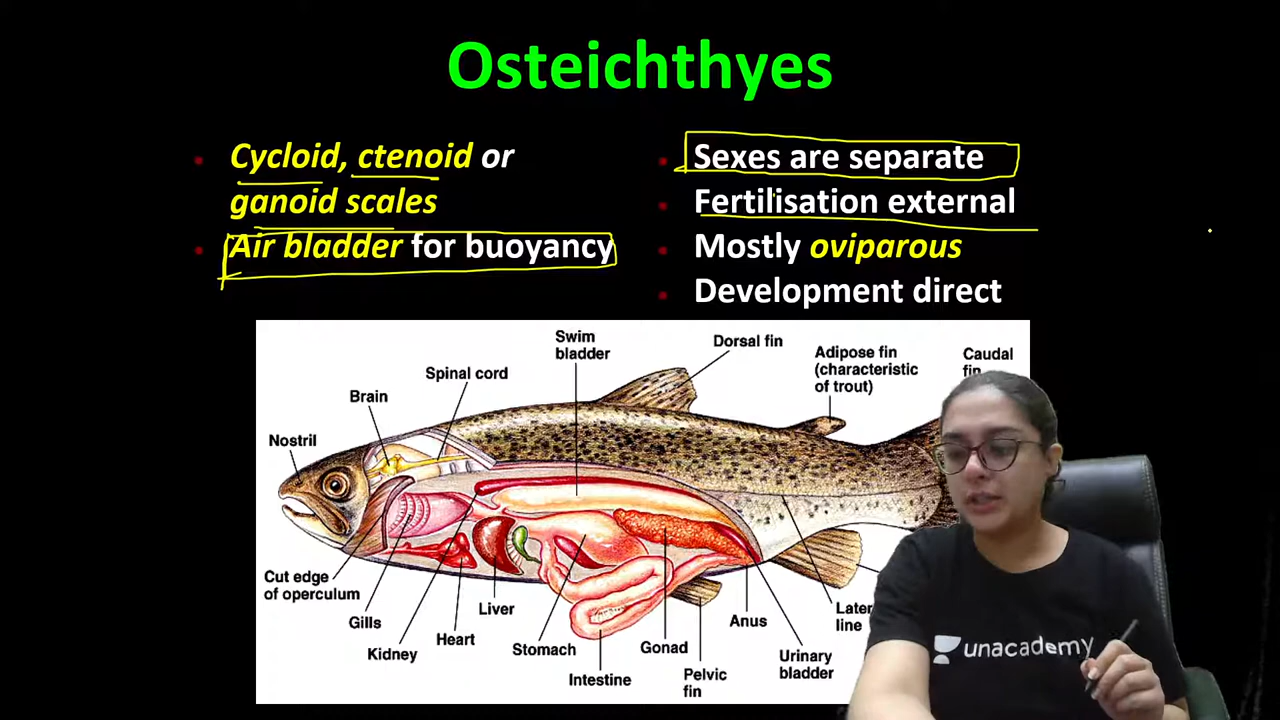 Osteichthyes
• Cycloid, ctenoid or
ganoid scales
• Air bladder for buoyancy
• Sexes are separate
• Fertilisation external
• Mostly oviparous
• Development direct
Swim
bladder
Dorsal fin
Adipose fin
(characteristic
of trout)
Caudal
fin
Spinal cord
Brain
Nostril
Cut edge
of operculum
Gills
Kidney
Heart
Liver
Stomach
Intestine
Gonad
Pelvic
fin
Anus
Urinary
bladder
line
unacademy